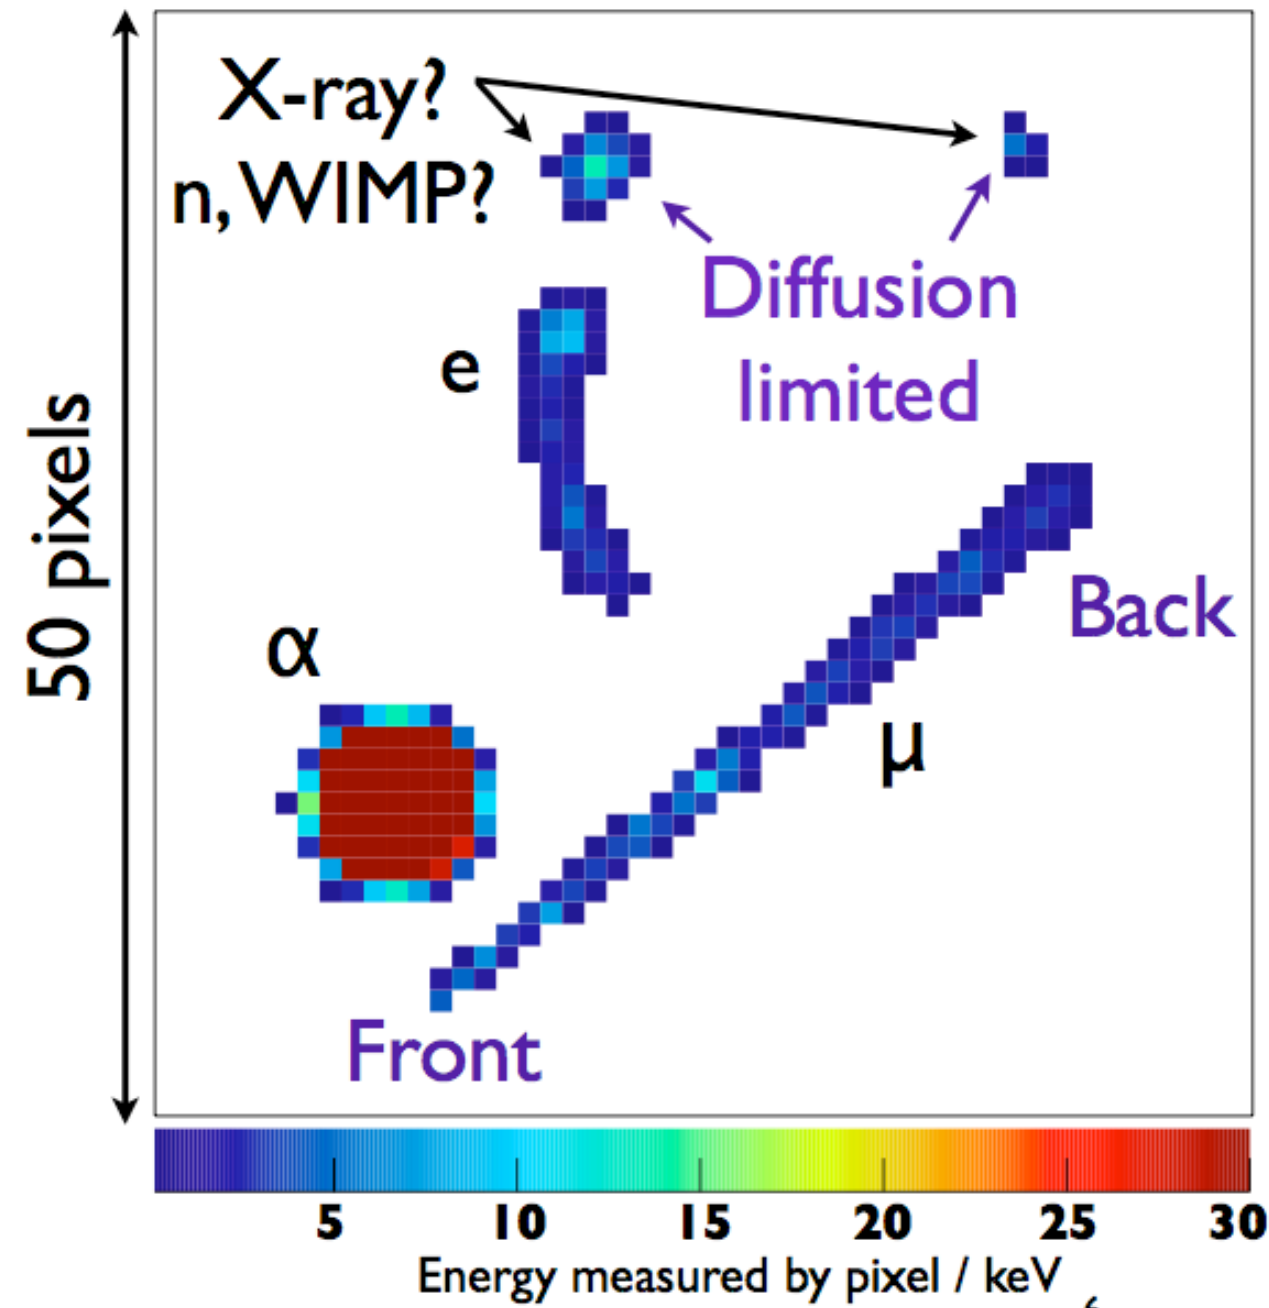 X-ray?
n, WIMP?
Diffusion
limited
e
50 pixels
Back
α
μ
Front
5 10 15 20 25 30
Energy measured by pixel / keV